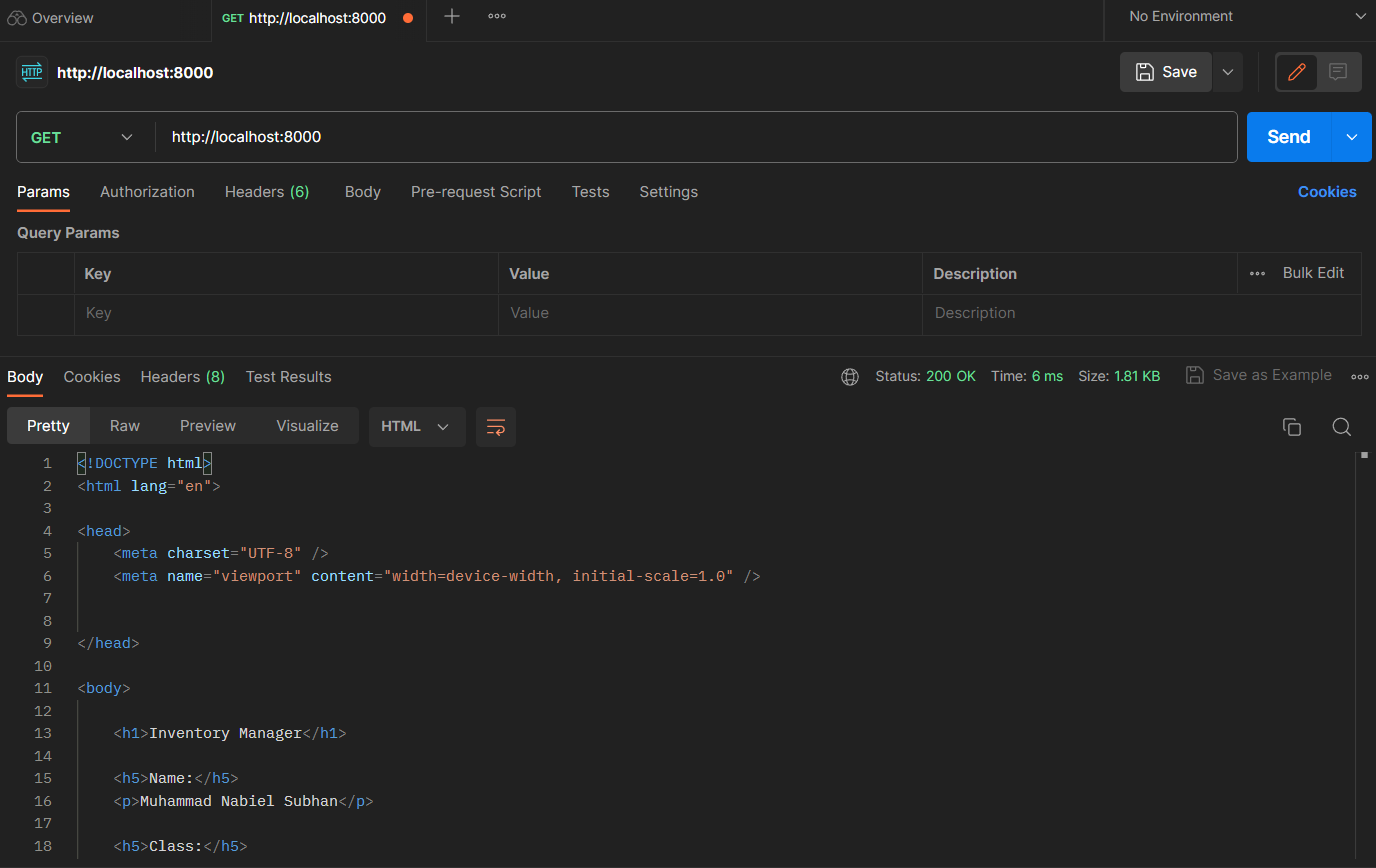 Overview
GET http://localhost:8000
No Environment
HTTP http://localhost:8000
Save
GET http://localhost:8000
Send
Params Authorization Headers (6) Body Pre-request Script Tests Settings Cookies
Query Params
Key Value Description Bulk Edit
Key Value Description
Body Cookies Headers (8) Test Results Status: 200 OK Time: 6 ms Size: 1.81 KB Save as Example
Pretty Raw Preview Visualize HTML
1 <!DOCTYPE html>
2 <html lang="en">
3
4 <head>
5 <meta charset="UTF-8" />
6 <meta name="viewport" content="width=device-width, initial-scale=1.0" />
7
8
9 </head>
10
11 <body>
12
13 <h1>Inventory Manager</h1>
14
15 <h5>Name:</h5>
16 <p>Muhammad Nabiel Subhan</p>
17
18 <h5>Class:</h5>